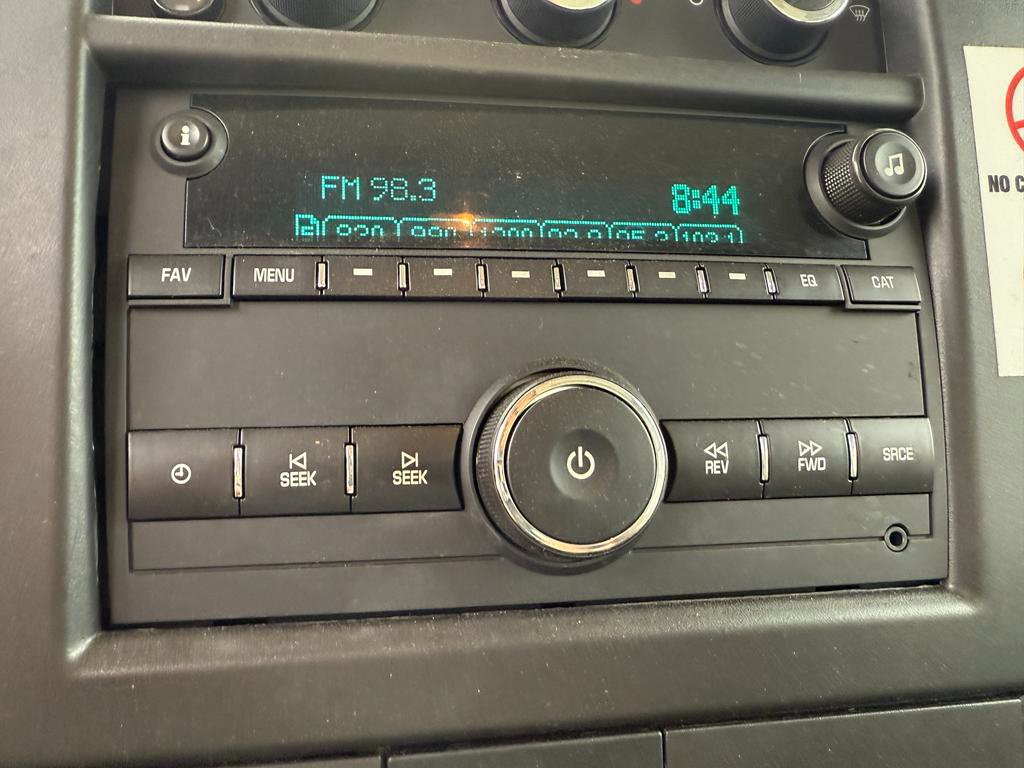 i
FM 98.3 8:44
FAV MENU EQ CAT
NO
SEEK SEEK REV FWD SRCE